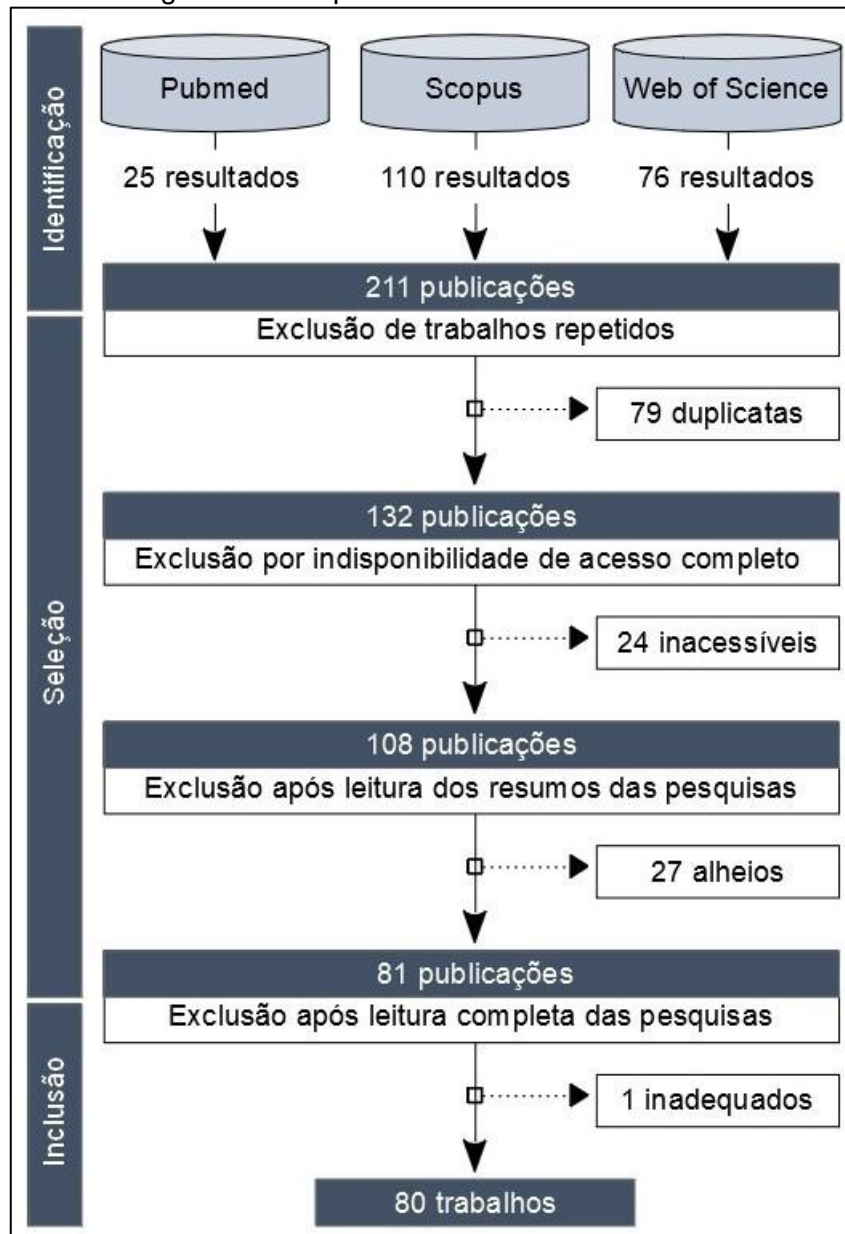 Identificação
Pubmed
Scopus
Web of Science
25 resultados
110 resultados
76 resultados
211 publicações
Exclusão de trabalhos repetidos
79 duplicatas
Seleção
132 publicações
Exclusão por indisponibilidade de acesso completo
24 inacessíveis
108 publicações
Exclusão após leitura dos resumos das pesquisas
27 alheios
81 publicações
Exclusão após leitura completa das pesquisas
Inclusão
1 inadequados
80 trabalhos